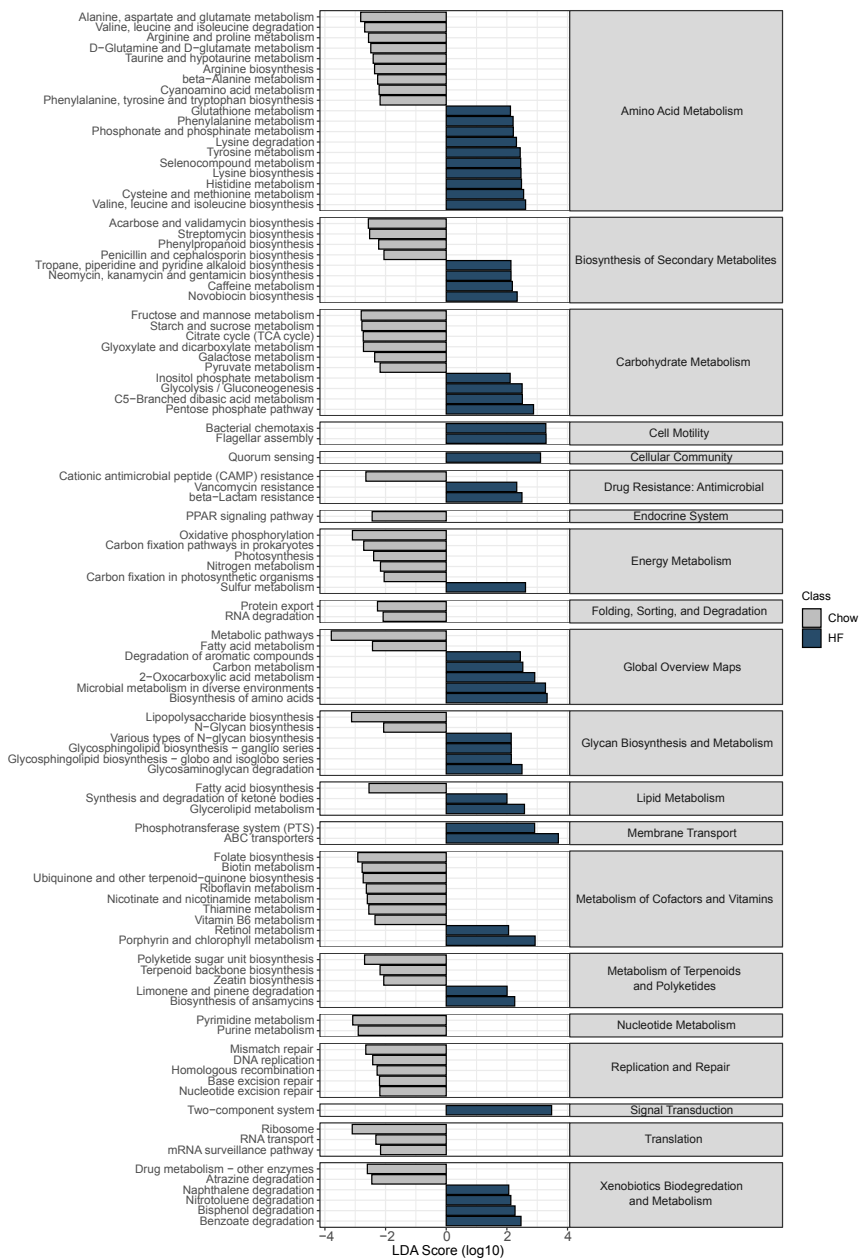 Alanine, aspartate and glutamate metabolism
Valine, leucine and isoleucine degradation
Arginine and proline metabolism
D−Glutamine and D−glutamate metabolism
Taurine and hypotaurine metabolism
Arginine biosynthesis
beta−Alanine metabolism
Cyanoamino acid metabolism
Phenylalanine, tyrosine and tryptophan biosynthesis
Glutathione metabolism
Phenylalanine metabolism
Phosphonate and phosphinate metabolism
Lysine degradation
Tyrosine metabolism
Selenocompound metabolism
Lysine biosynthesis
Histidine metabolism
Cysteine and methionine metabolism
Valine, leucine and isoleucine biosynthesis
Amino Acid Metabolism
Acarbose and validamycin biosynthesis
Streptomycin biosynthesis
Phenylpropanoid biosynthesis
Penicillin and cephalosporin biosynthesis
Tropane, piperidine and pyridine alkaloid biosynthesis
Neomycin, kanamycin and gentamicin biosynthesis
Caffeine metabolism
Novobiocin biosynthesis
Biosynthesis of Secondary Metabolites
Fructose and mannose metabolism
Starch and sucrose metabolism
Citrate cycle (TCA cycle)
Glyoxylate and dicarboxylate metabolism
Galactose metabolism
Pyruvate metabolism
Inositol phosphate metabolism
Glycolysis / Gluconeogenesis
C5−Branched dibasic acid metabolism
Pentose phosphate pathway
Carbohydrate Metabolism
Bacterial chemotaxis
Flagellar assembly
Cell Motility
Quorum sensing
Cellular Community
Cationic antimicrobial peptide (CAMP) resistance
Vancomycin resistance
beta−Lactam resistance
Drug Resistance: Antimicrobial
PPAR signaling pathway
Endocrine System
Oxidative phosphorylation
Carbon fixation pathways in prokaryotes
Photosynthesis
Nitrogen metabolism
Carbon fixation in photosynthetic organisms
Sulfur metabolism
Energy Metabolism
Protein export
RNA degradation
Folding, Sorting, and Degradation
Metabolic pathways
Fatty acid metabolism
Degradation of aromatic compounds
Carbon metabolism
2−Oxocarboxylic acid metabolism
Microbial metabolism in diverse environments
Biosynthesis of amino acids
Global Overview Maps
Lipopolysaccharide biosynthesis
N−Glycan biosynthesis
Various types of N−glycan biosynthesis
Glycosphingolipid biosynthesis − ganglio series
Glycosphingolipid biosynthesis − globo and isoglobo series
Glycosaminoglycan degradation
Glycan Biosynthesis and Metabolism
Fatty acid biosynthesis
Synthesis and degradation of ketone bodies
Glycerolipid metabolism
Lipid Metabolism
Phosphotransferase system (PTS)
ABC transporters
Membrane Transport
Folate biosynthesis
Biotin metabolism
Ubiquinone and other terpenoid−quinone biosynthesis
Riboflavin metabolism
Nicotinate and nicotinamide metabolism
Thiamine metabolism
Vitamin B6 metabolism
Retinol metabolism
Porphyrin and chlorophyll metabolism
Metabolism of Cofactors and Vitamins
Polyketide sugar unit biosynthesis
Terpenoid backbone biosynthesis
Zeatin biosynthesis
Limonene and pinene degradation
Biosynthesis of ansamycins
Metabolism of Terpenoids
and Polyketides
Pyrimidine metabolism
Purine metabolism
Nucleotide Metabolism
Mismatch repair
DNA replication
Homologous recombination
Base excision repair
Nucleotide excision repair
Replication and Repair
Two−component system
Signal Transduction
Ribosome
RNA transport
mRNA surveillance pathway
Translation
Drug metabolism − other enzymes
Atrazine degradation
Naphthalene degradation
Nitrotoluene degradation
Bisphenol degradation
Benzoate degradation
Xenobiotics Biodegredation
and Metabolism
−4 −2 0 2 4
LDA Score (log10)
Class
Chow
HF